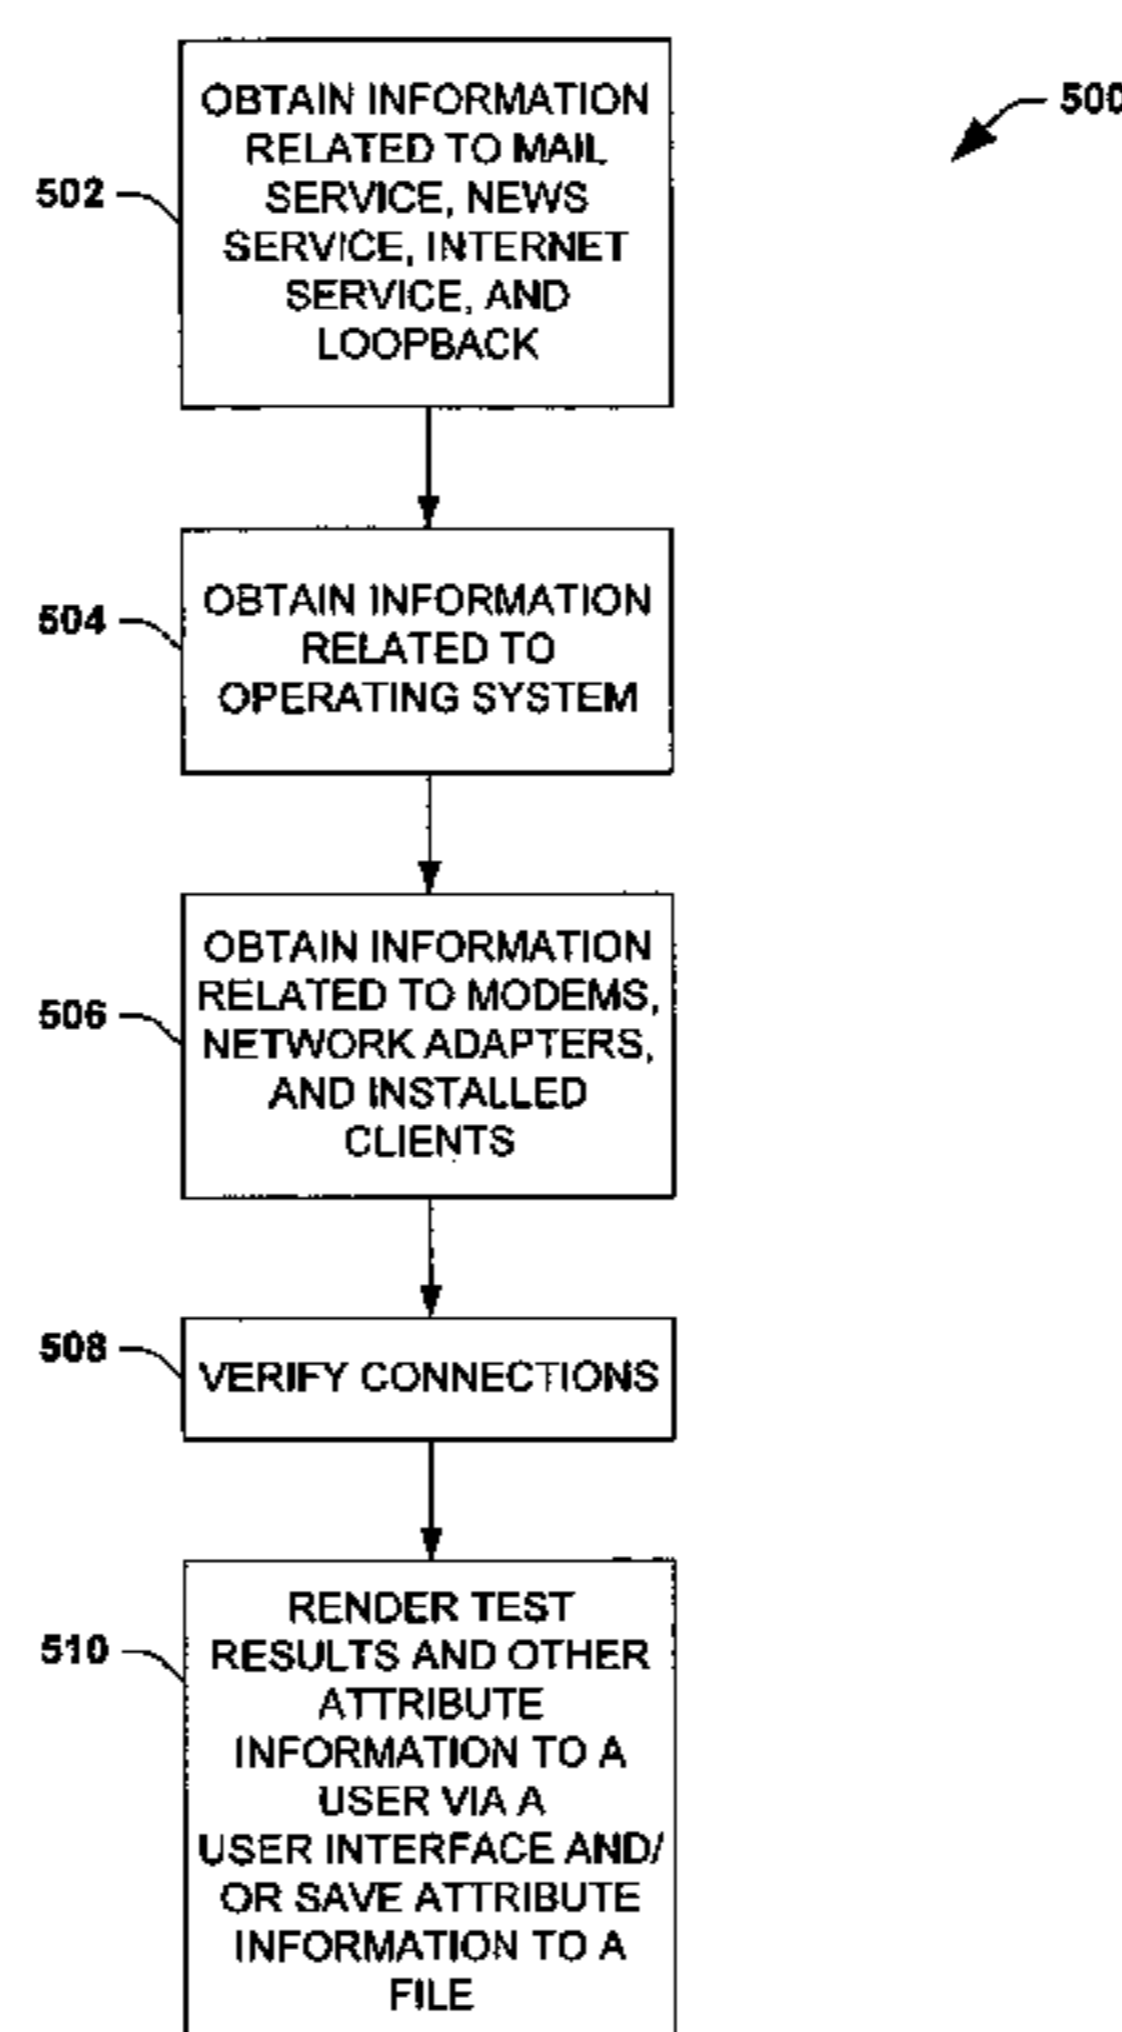 500
OBTAIN INFORMATION
RELATED TO MAIL
SERVICE, NEWS
SERVICE, INTERNET
SERVICE, AND
LOOPBACK
502
OBTAIN INFORMATION
RELATED TO
OPERATING SYSTEM
504
OBTAIN INFORMATION
RELATED TO MODEMS,
NETWORK ADAPTERS,
AND INSTALLED
CLIENTS
506
VERIFY CONNECTIONS
508
RENDER TEST
RESULTS AND OTHER
ATTRIBUTE
INFORMATION TO A
USER VIA A
USER INTERFACE AND/
OR SAVE ATTRIBUTE
INFORMATION TO A
FILE
510